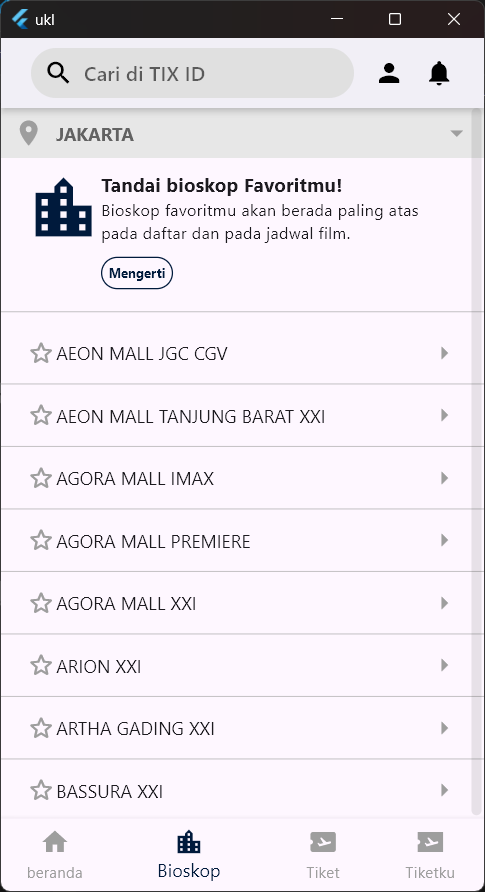 ukl
Cari di TIX ID
JAKARTA
Tandai bioskop Favoritmu!
Bioskop favoritmu akan berada paling atas
pada daftar dan pada jadwal film.
Mengerti
AEON MALL JGC CGV
AEON MALL TANJUNG BARAT XXI
AGORA MALL IMAX
AGORA MALL PREMIERE
AGORA MALL XXI
ARION XXI
ARTHA GADING XXI
BASSURA XXI
beranda
Bioskop
Tiket
Tiketku